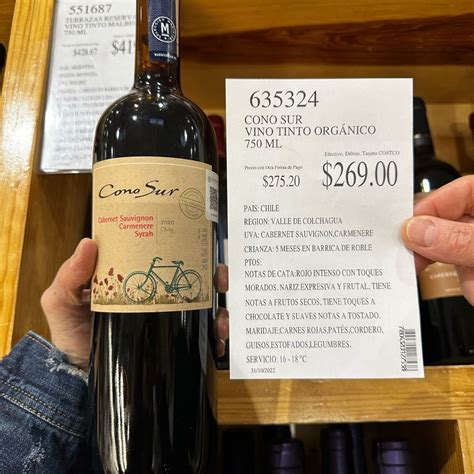 551687
TERRAZAS RESERVA
VINO TINTO MALBEC
750 ML
$428.67
PAIS: ARGENTINA
M
Cono Sur
Cabernet Sauvignon
Carmenere
Syrah
2020
Chile
635324
CONO SUR
VINO TINTO ORGÁNICO
750 ML
Efectivo, Débito, Tarjeta COSTCO
Precio con Otra Forma de Pago
$275.20
$269.00
PAIS: CHILE
REGION: VALLE DE COLCHAGUA
UVA: CABERNET SAUVIGNON,CARMENERE
CRIANZA: 5 MESES EN BARRICA DE ROBLE
PTOS:
NOTAS DE CATA:ROJO INTENSO CON TOQUES
MORADOS, NARIZ EXPRESIVA Y FRUTAL, TIENE
NOTAS A FRUTOS SECOS, TIENE TOQUES A
CHOCOLATE Y SUAVES NOTAS A TOSTADO.
MARIDAJE:CARNES ROJAS,PATÉS,CORDERO,
GUISOS,ESTOFADOS,LEGUMBRES.
SERVICIO: 16 - 18 °C
31/10/2022